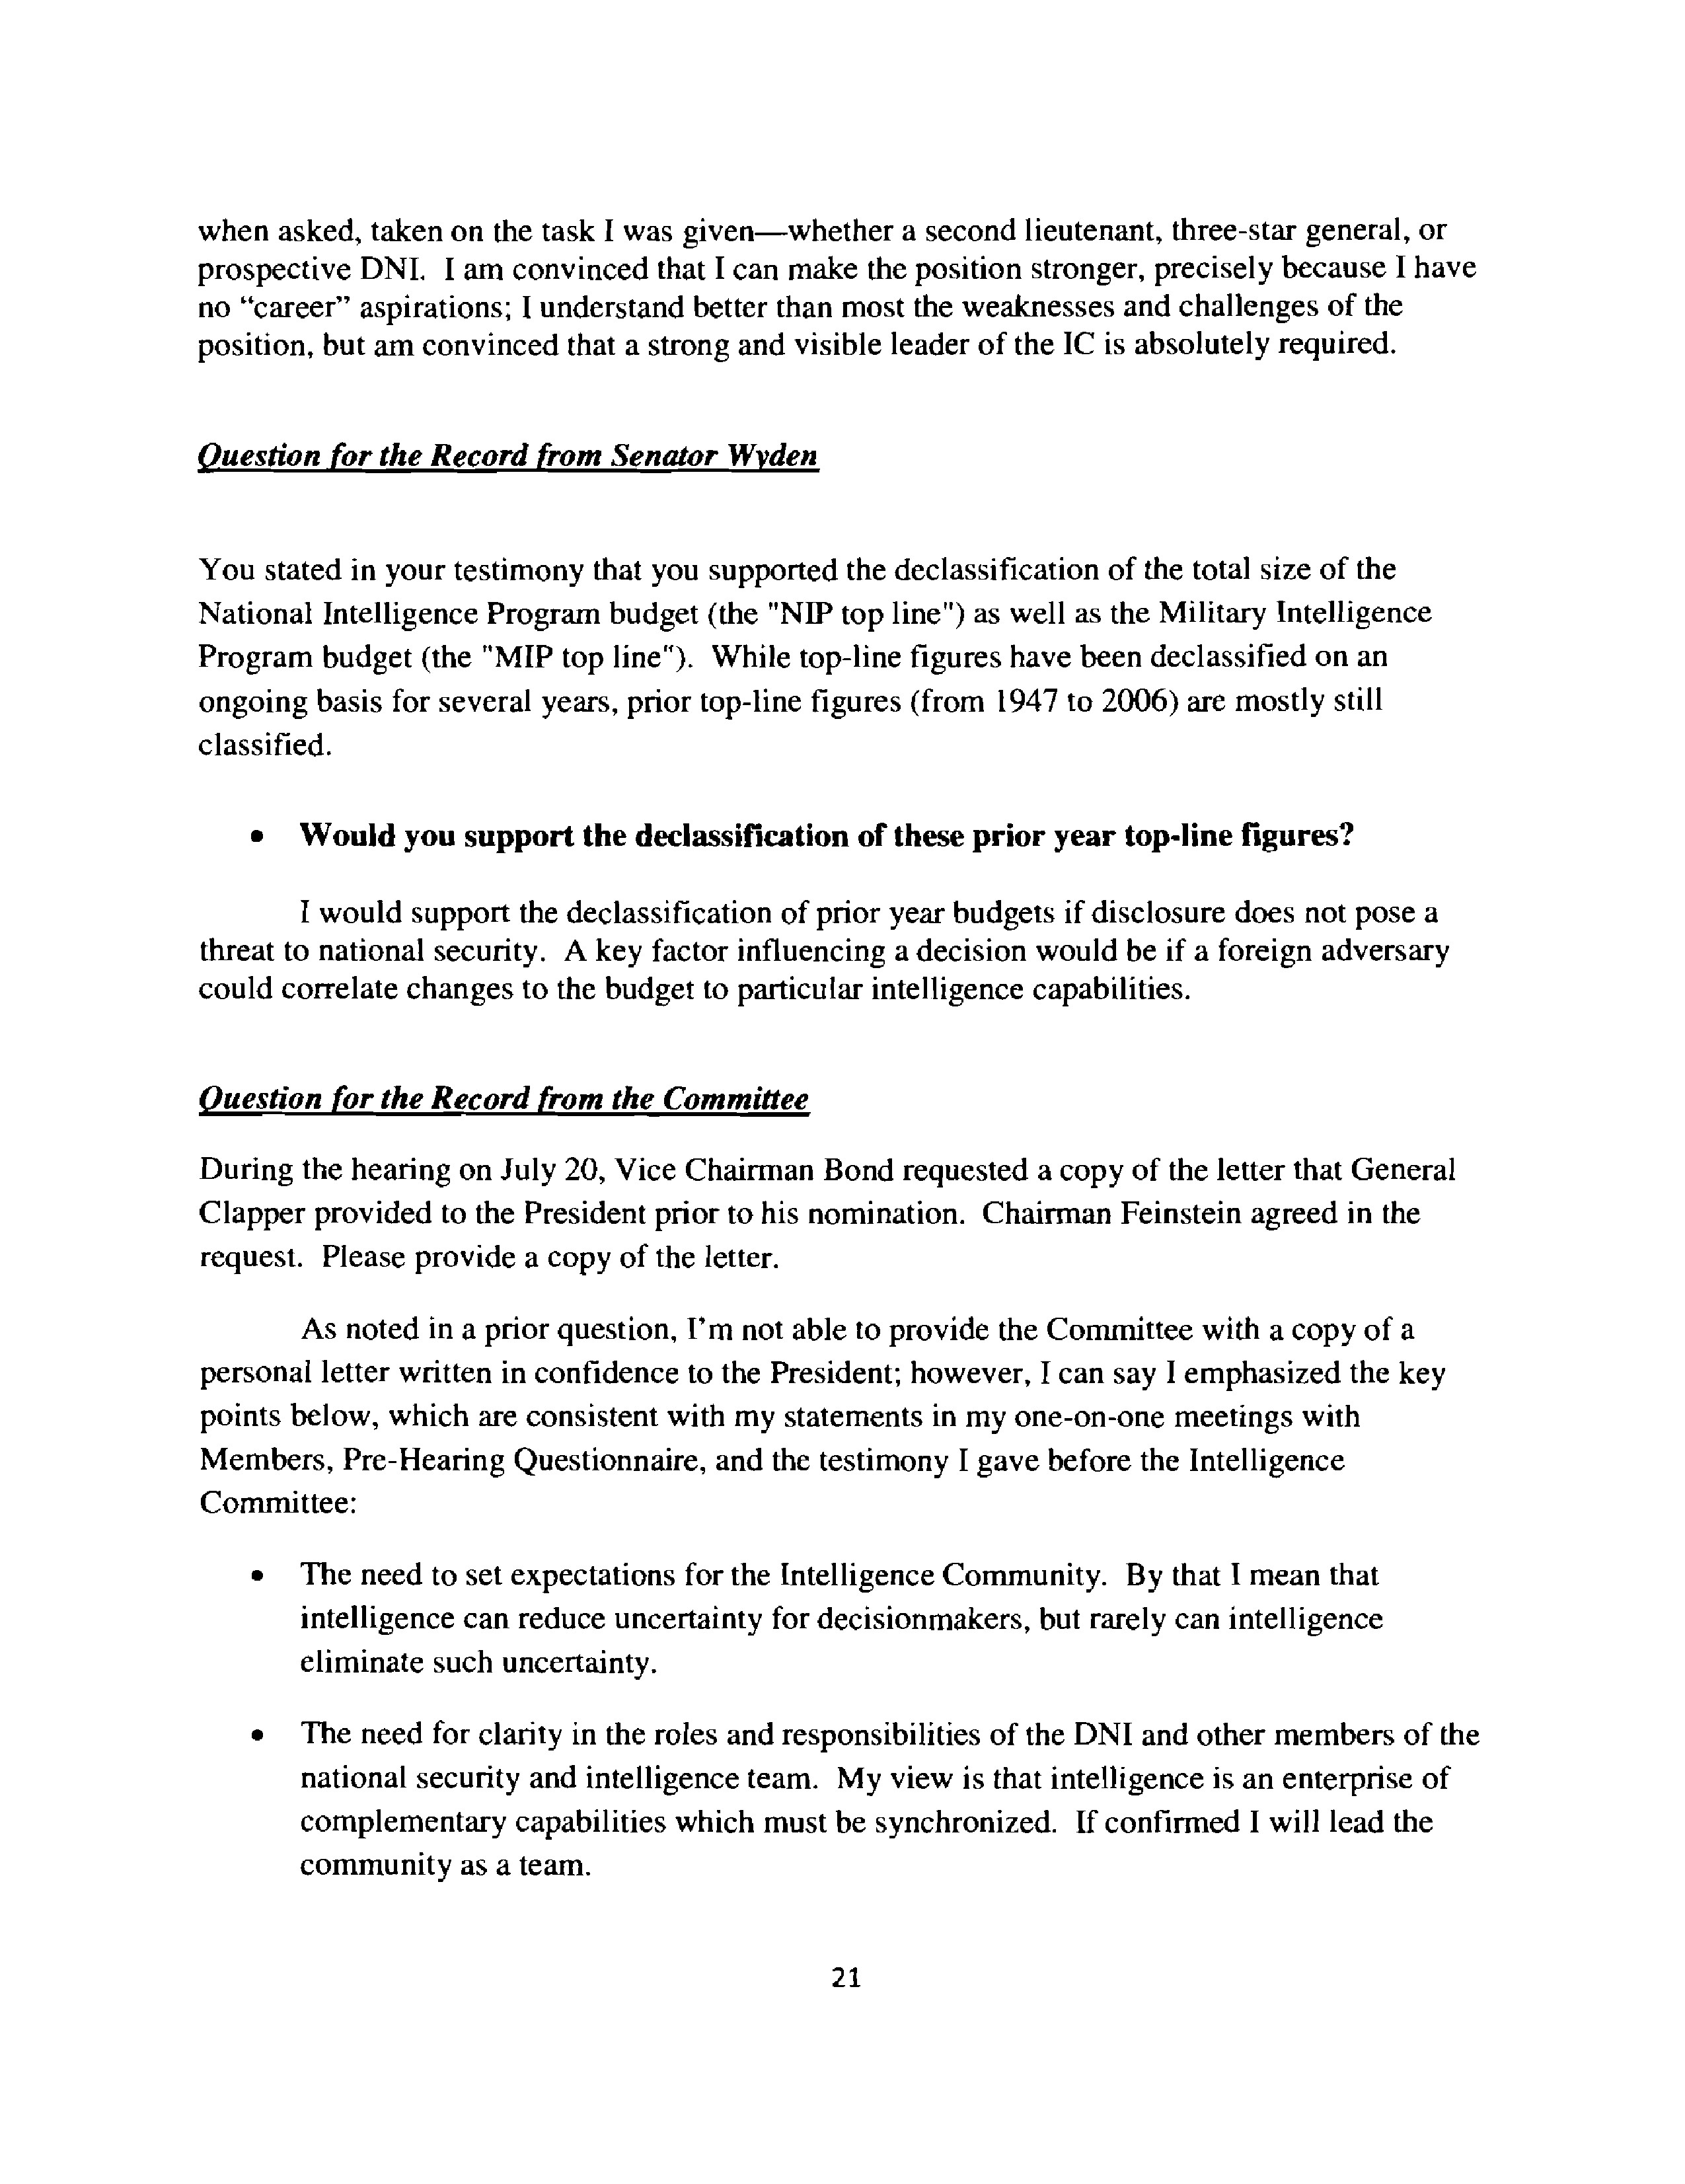 when asked, taken on the task I was given—whether a second lieutenant, three-star general, or
prospective DNI.  I am convinced that I can make the position stronger, precisely because I have
no “career” aspirations; I understand better than most the weaknesses and challenges of the
position, but am convinced that a strong and visible leader of the IC is absolutely required.
Question for the Record from Senator Wyden
You stated in your testimony that you supported the declassification of the total size of the
National Intelligence Program budget (the "NIP top line") as well as the Military Intelligence
Program budget (the "MIP top line").  While top-line figures have been declassified on an
ongoing basis for several years, prior top-line figures (from 1947 to 2006) are mostly still
classified.
• Would you support the declassification of these prior year top-line figures?
I would support the declassification of prior year budgets if disclosure does not pose a
threat to national security.  A key factor influencing a decision would be if a foreign adversary
could correlate changes to the budget to particular intelligence capabilities.
Question for the Record from the Committee
During the hearing on July 20, Vice Chairman Bond requested a copy of the letter that General
Clapper provided to the President prior to his nomination.  Chairman Feinstein agreed in the
request.  Please provide a copy of the letter.
As noted in a prior question, I’m not able to provide the Committee with a copy of a
personal letter written in confidence to the President; however, I can say I emphasized the key
points below, which are consistent with my statements in my one-on-one meetings with
Members, Pre-Hearing Questionnaire, and the testimony I gave before the Intelligence
Committee:
• The need to set expectations for the Intelligence Community.  By that I mean that
intelligence can reduce uncertainty for decisionmakers, but rarely can intelligence
eliminate such uncertainty.
• The need for clarity in the roles and responsibilities of the DNI and other members of the
national security and intelligence team.  My view is that intelligence is an enterprise of
complementary capabilities which must be synchronized.  If confirmed I will lead the
community as a team.
21